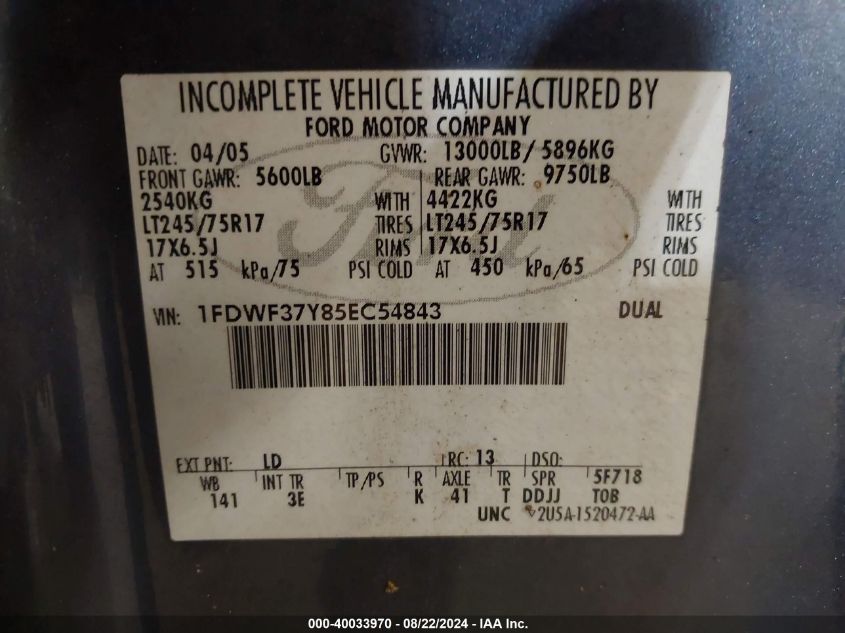 INCOMPLETE VEHICLE MANUFACTURED BY
FORD MOTOR COMPANY
DATE: 04/05 GVWR: 13000LB/ 5896KG
FRONT GAWR: 5600LB REAR GAWR: 9750LB
2540KG WITH 4422KG WITH
LT245/75R17 TIRES LT245/75R17 TIRES
17X6.5J RIMS 17X6.5J RIMS
AT 515 kPa/75 PSI COLD AT 450 kPa/65 PSI COLD
VIN: 1FDWF37Y85EC54843 DUAL
Ford
EXT PNT: LD RC: 13 DSO:
WB INT TR TP/PS R AXLE TR SPR 5F718
141 3E K 41 T DDJJ TOB
UNC 2U5A-1520472-AA
000-40033970 - 08/22/2024 - IAA Inc.